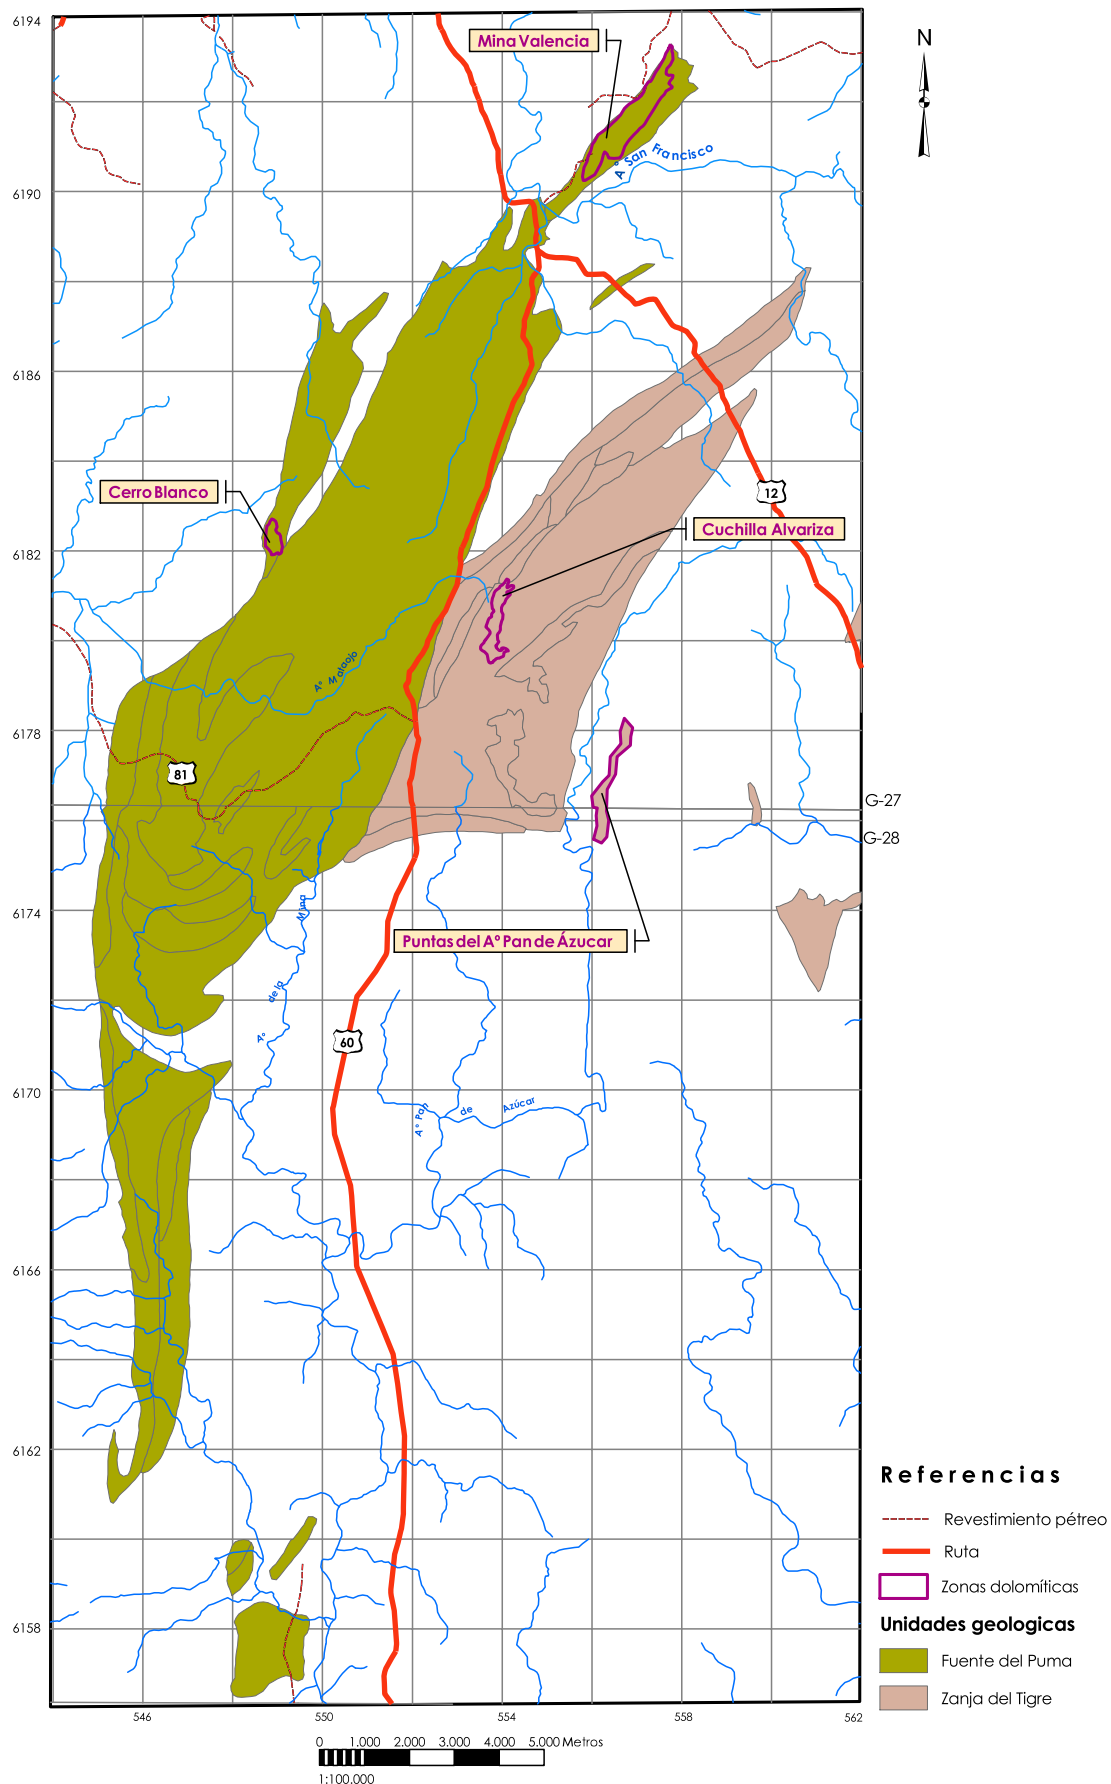 6194
Mina Valencia
N
A° San Francisco
6190
6186
Cerro Blanco
12
Cuchilla Alvariza
6182
A° Mataojo
6178
81
G-27
G-28
6174
A° de la Mina
Puntas del A° Pan de Ázucar
60
6170
A° Pan de Azúcar
6166
6162
6158
546
550
554
558
562
Referencias
Revestimiento pétreo
Ruta
Zonas dolomíticas
Unidades geologicas
Fuente del Puma
Zanja del Tigre
0 1.000 2.000 3.000 4.000 5.000 Metros
1:100.000